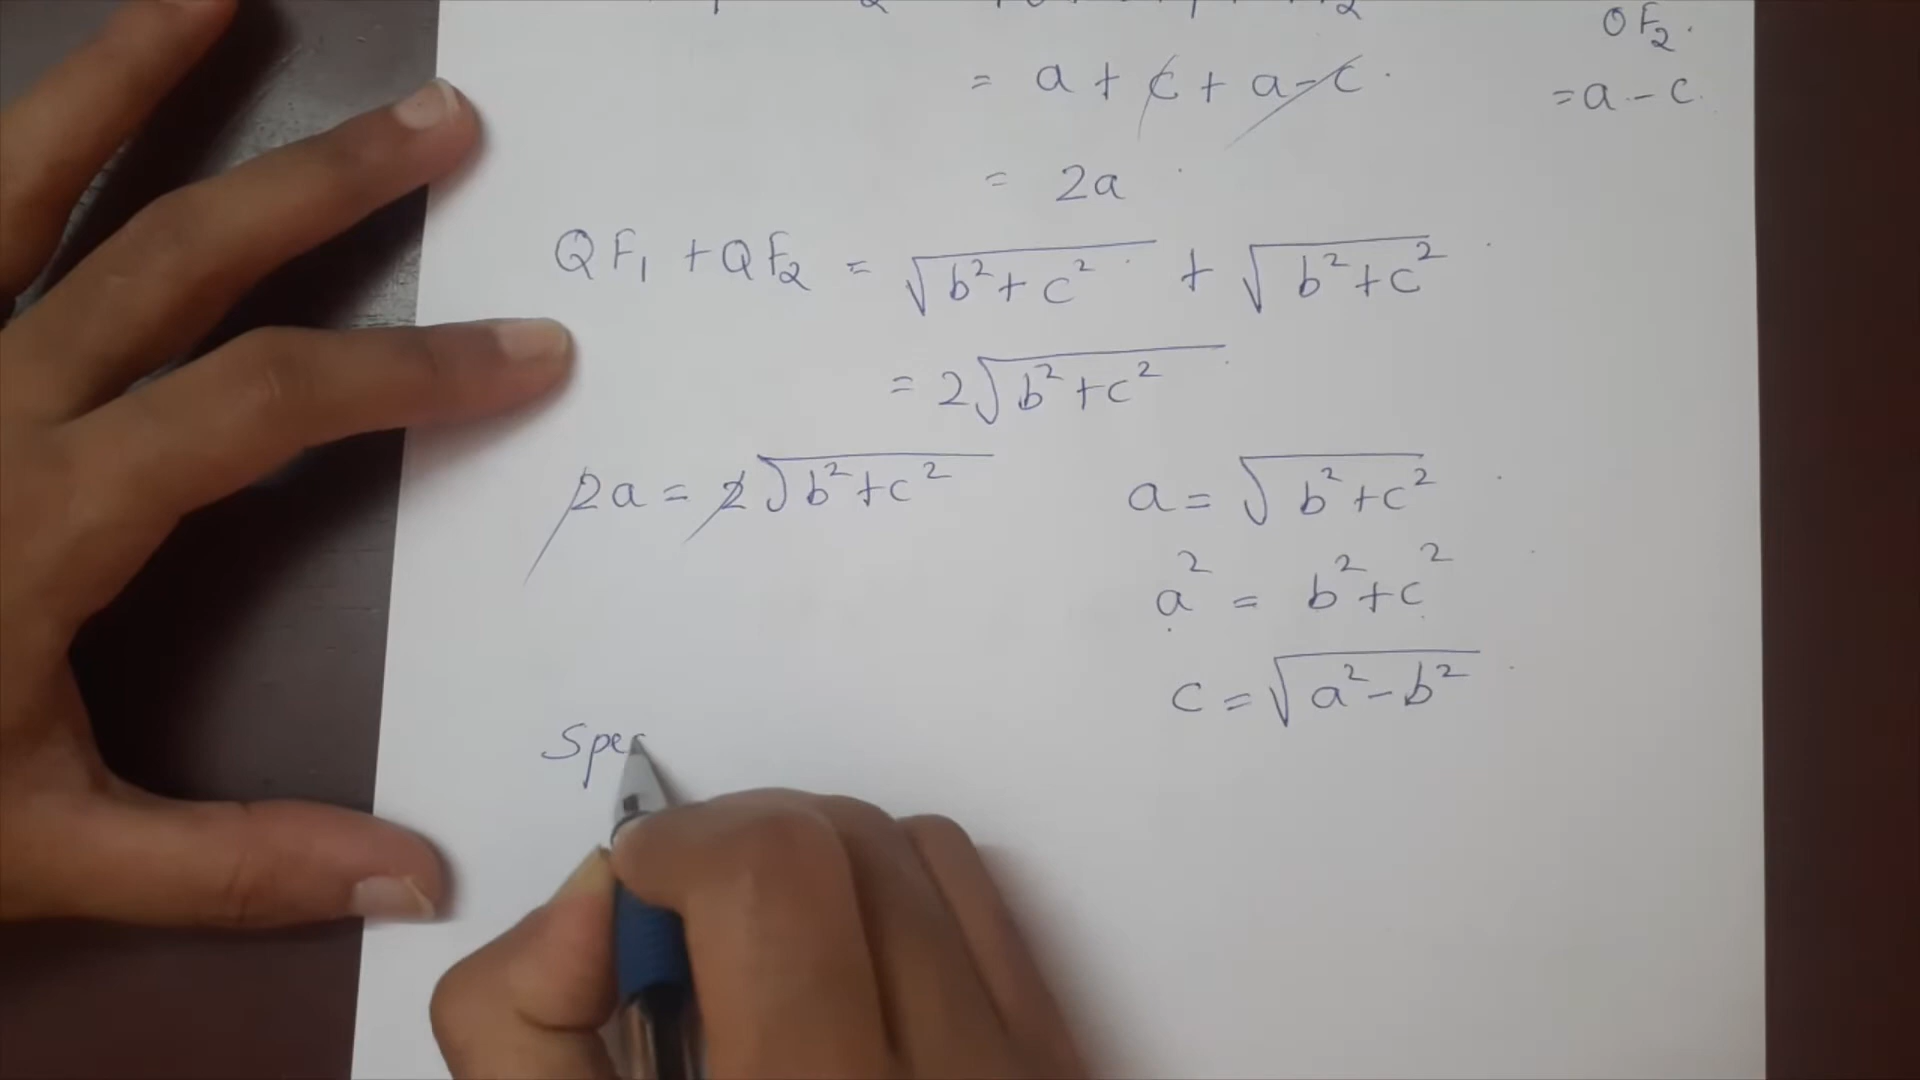 OF₂.
= a + c + a - c
= a - c
= 2a
QF₁ + QF₂ = √(b² + c²) + √(b² + c²)
= 2√(b² + c²)
2a = 2√(b² + c²)
a = √(b² + c²)
a² = b² + c²
c = √(a² - b²)
Spec